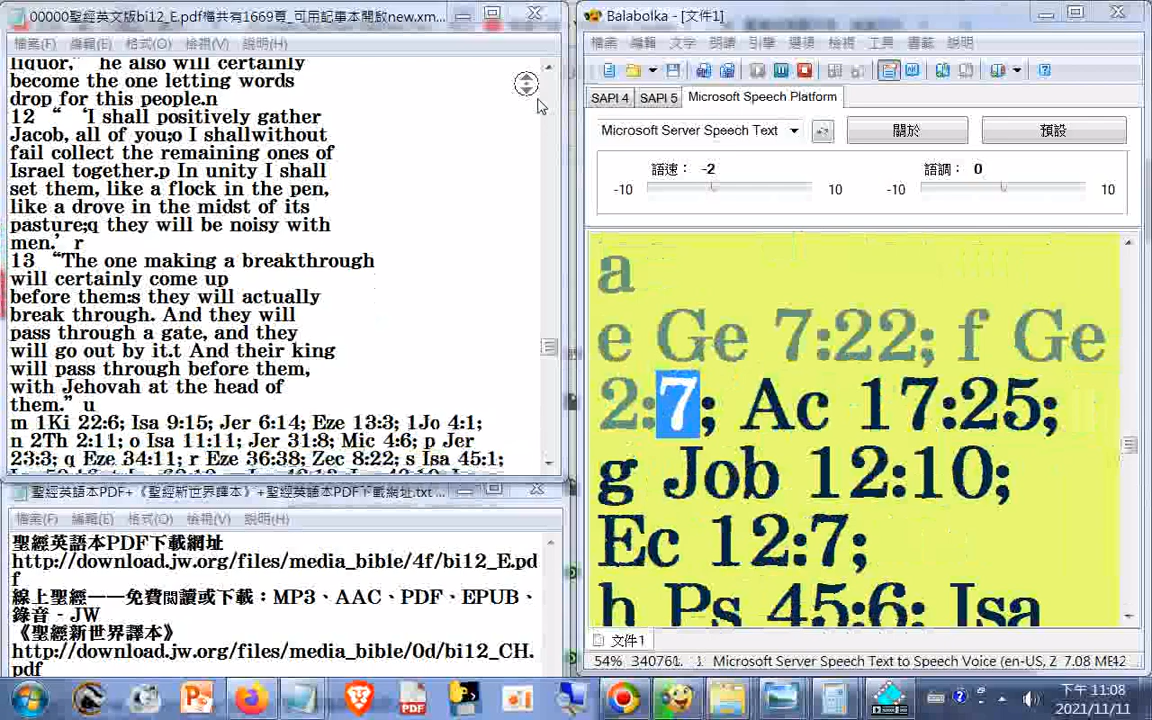 00000聖經英文版bi12_E.pdf檔共有1669頁_可用記事本開啟new.xm...
檔案(F) 編輯(E) 格式(O) 檢視(V) 說明(H)
liquor,” he also will certainly
become the one letting words
drop for this people.n
12 “ ‘I shall positively gather
Jacob, all of you;o I shallwithout
fail collect the remaining ones of
Israel together.p In unity I shall
set them, like a flock in the pen,
like a drove in the midst of its
pasture;q they will be noisy with
men.’ r
13 “The one making a breakthrough
will certainly come up
before them:s they will actually
break through. And they will
pass through a gate, and they
will go out by it.t And their king
will pass through before them,
with Jehovah at the head of
them.” u
m 1Ki 22:6; Isa 9:15; Jer 6:14; Eze 13:3; 1Jo 4:1;
n 2Th 2:11; o Isa 11:11; Jer 31:8; Mic 4:6; p Jer
23:3; q Eze 34:11; r Eze 36:38; Zec 8:22; s Isa 45:1;
聖經英語本PDF+《聖經新世界譯本》+聖經英語本PDF下載網址.txt ...
檔案(F) 編輯(E) 格式(O) 檢視(V) 說明(H)
聖經英語本PDF下載網址
http://download.jw.org/files/media_bible/4f/bi12_E.pd
f
線上聖經——免費閱讀或下載：MP3、AAC、PDF、EPUB、
錄音 - JW
《聖經新世界譯本》
http://download.jw.org/files/media_bible/0d/bi12_CH.
pdf
Balabolka - [文件1]
檔案 編輯 文字 朗讀 引擎 選項 檢視 工具 書籤 說明
SAPI 4 SAPI 5 Microsoft Speech Platform
Microsoft Server Speech Text 關於 預設
語速： -2 語調： 0
-10 10 -10 10
a
e Ge 7:22; f Ge
2:7; Ac 17:25;
g Job 12:10;
Ec 12:7;
h Ps 45:6; Isa
文件1
54% 340761. 1 Microsoft Server Speech Text to Speech Voice (en-US, Z 7.08 ME42
下午 11:08
2021/11/11